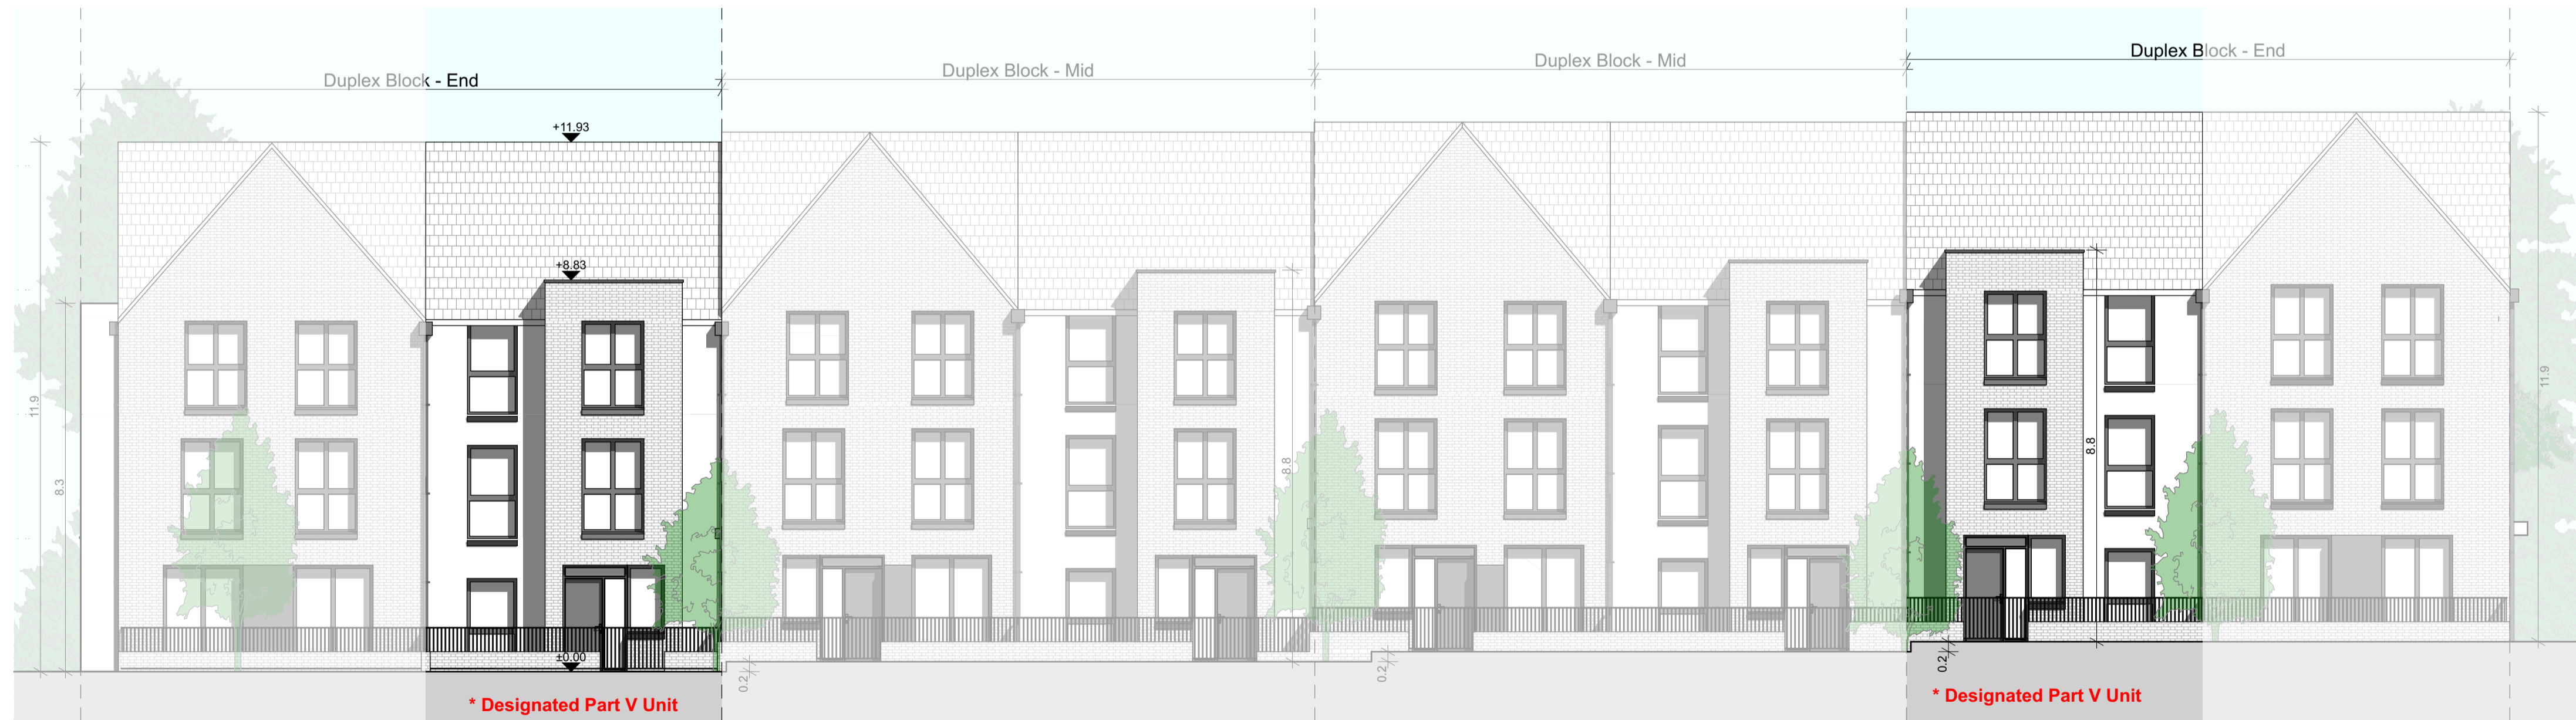 Duplex Block - End
Duplex Block - Mid
Duplex Block - Mid
Duplex Block - End
+11.93
+8.83
11.9
8.3
8.8
8.8
11.9
±0.00
0.2
0.2
0.2
* Designated Part V Unit
* Designated Part V Unit